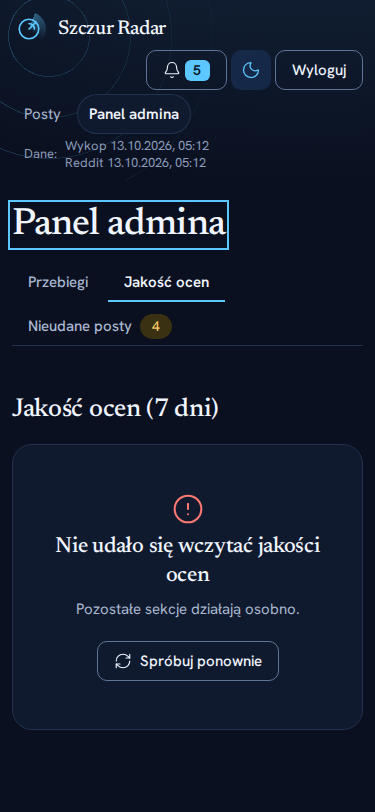 Szczur Radar
5
Wyloguj
Posty
Panel admina
Dane:
Wykop 13.10.2026, 05:12
Reddit 13.10.2026, 05:12
Panel admina
Przebiegi
Jakość ocen
Nieudane posty 4
Jakość ocen (7 dni)
Nie udało się wczytać jakości
ocen
Pozostałe sekcje działają osobno.
Spróbuj ponownie